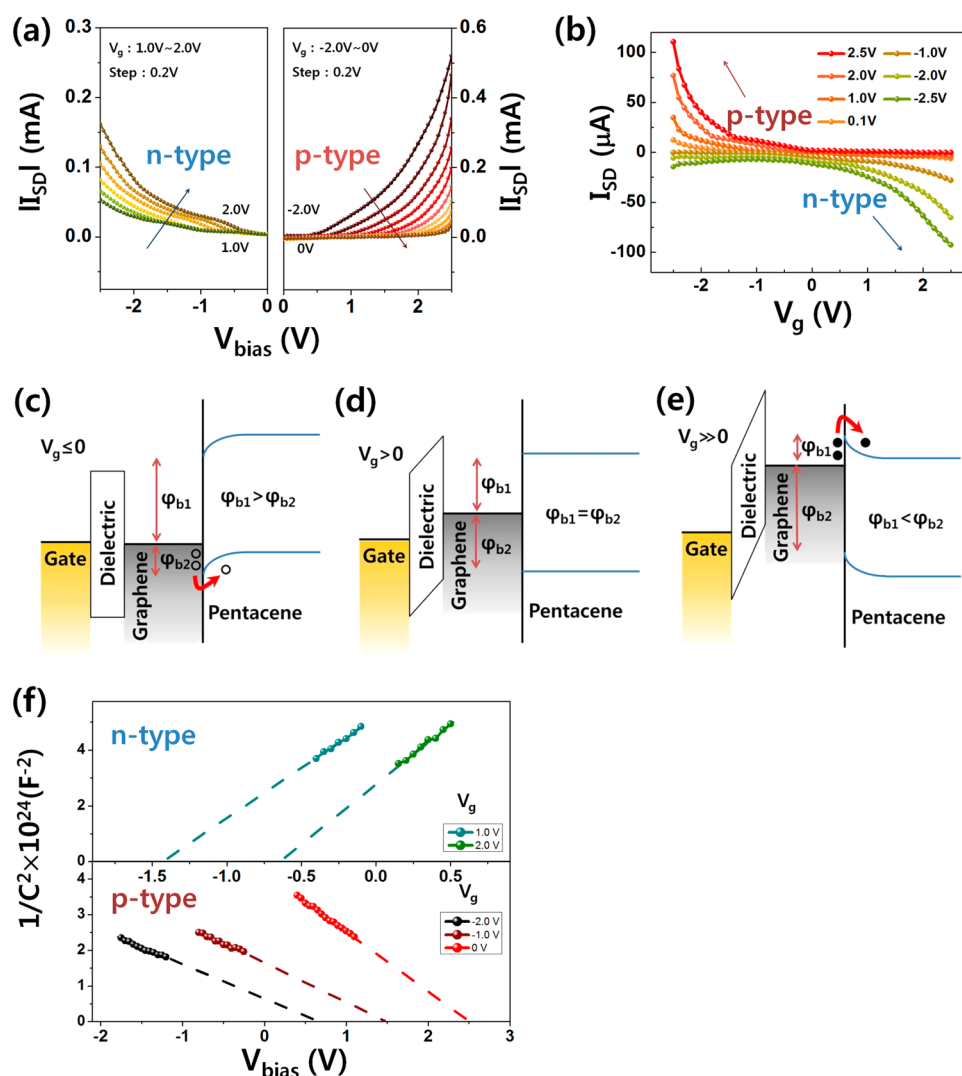 (a)
0.3
0.2
0.1
0.0
|I_SD| (mA)
V_g : 1.0V~2.0V
Step : 0.2V
n-type
2.0V
1.0V
-2
-1
0
V_g : -2.0V~0V
Step : 0.2V
p-type
-2.0V
0V
0
1
2
0.6
0.4
0.2
0.0
|I_SD| (mA)
V_bias (V)
(b)
100
50
0
-50
-100
I_SD (μA)
2.5V
-1.0V
2.0V
-2.0V
1.0V
-2.5V
0.1V
p-type
n-type
-2
-1
0
1
2
V_g (V)
(c)
V_g≤0
Gate
Dielectric
Graphene
φ_b1
φ_b2
φ_b1>φ_b2
Pentacene
(d)
V_g>0
Gate
Dielectric
Graphene
φ_b1
φ_b2
φ_b1=φ_b2
Pentacene
(e)
V_g≫0
Gate
Dielectric
Graphene
φ_b1
φ_b2
φ_b1<φ_b2
Pentacene
(f)
1/C²×10²⁴(F⁻²)
n-type
4
2
0
V_g
1.0 V
2.0 V
-1.5
-1.0
-0.5
0.0
0.5
p-type
4
3
2
1
0
V_g
-2.0 V
-1.0 V
0 V
-2
-1
0
1
2
3
V_bias (V)